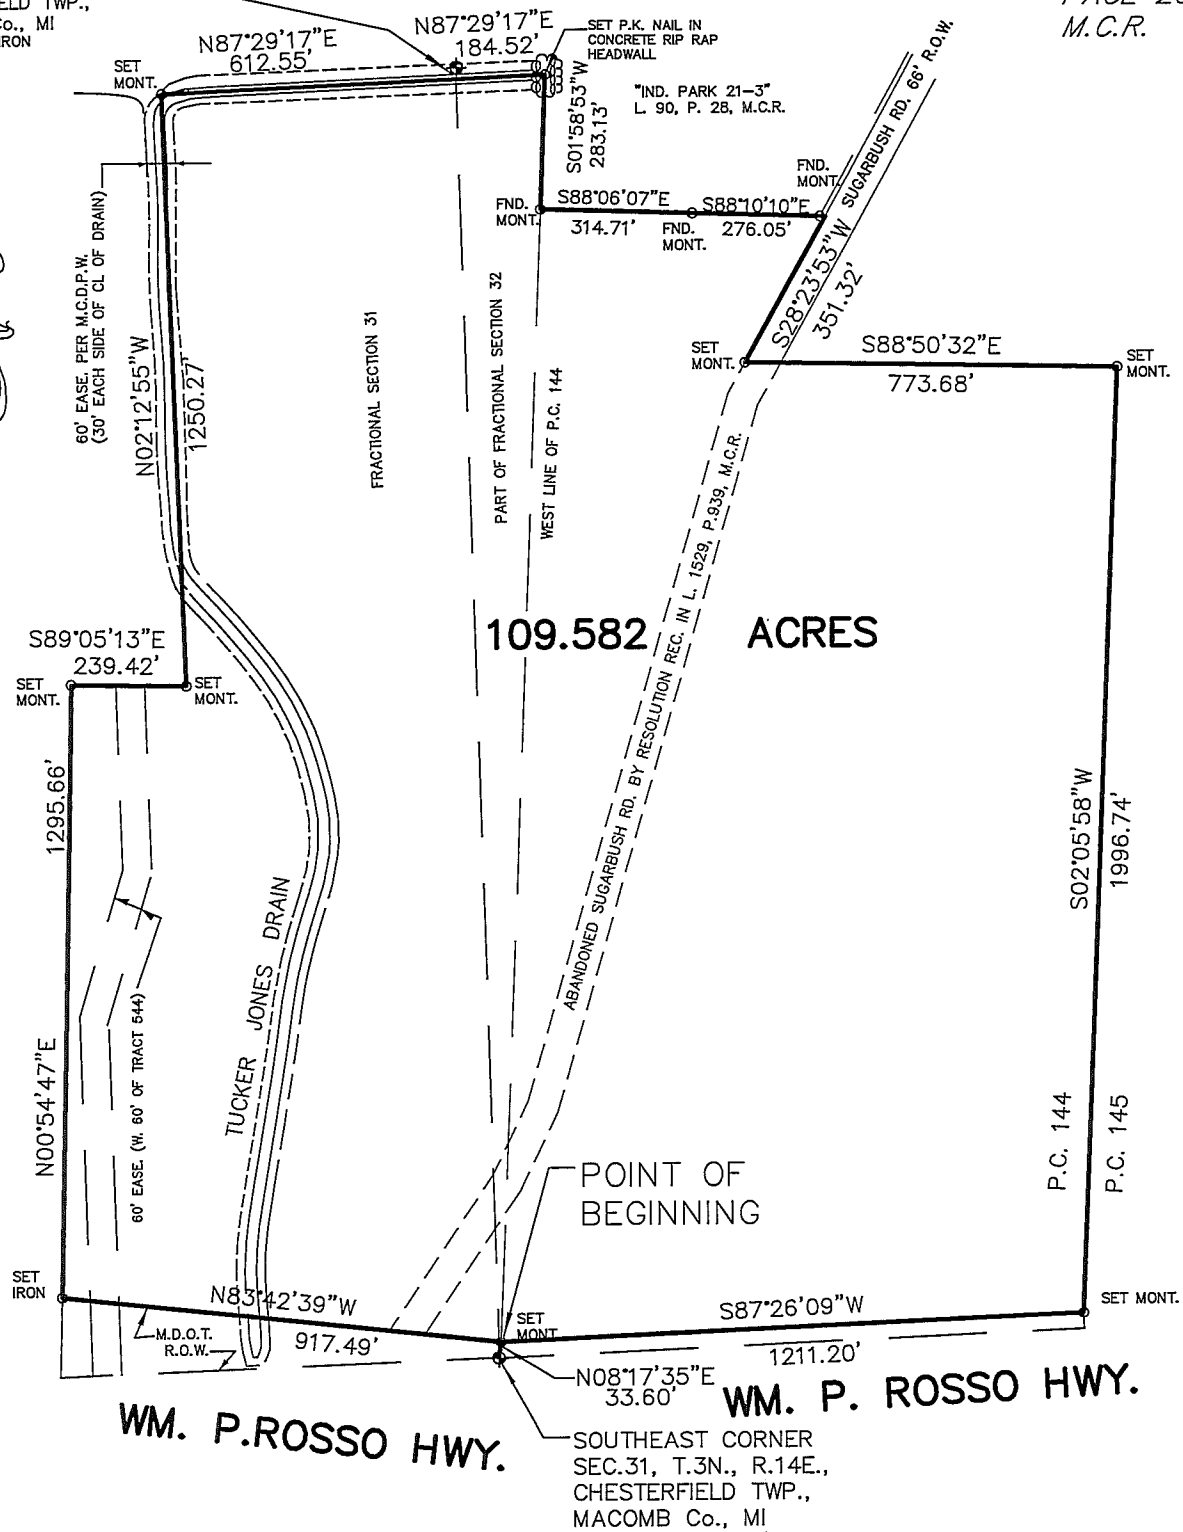 ELD TWP.,
Co., MI
IRON
M.C.R.
N87°29'17"E
612.55'
N87°29'17"E
184.52'
SET P.K. NAIL IN
CONCRETE RIP RAP
HEADWALL
SET
MONT.
S01°58'53"W
283.13'
"IND. PARK 21-3"
L. 90, P. 28, M.C.R.
SUGARBUSH RD. 66' R.O.W.
FND.
MONT.
FND.
MONT.
S88°06'07"E
314.71'
FND.
MONT.
S88°10'10"E
276.05'
S28°23'53"W
351.32'
60' EASE. PER M.C.D.P.W.
(30' EACH SIDE OF CL OF DRAIN)
N02°12'55"W
1250.27'
FRACTIONAL SECTION 31
PART OF FRACTIONAL SECTION 32
WEST LINE OF P.C. 144
SET
MONT.
S88°50'32"E
773.68'
SET
MONT.
ABANDONED SUGARBUSH RD. BY RESOLUTION REC. IN L. 1529, P.939, M.C.R.
109.582 ACRES
S89°05'13"E
239.42'
SET
MONT.
SET
MONT.
1295.66'
N00°54'47"E
60' EASE. (W. 60' OF TRACT 544)
TUCKER JONES DRAIN
S02°05'58"W
1996.74'
P.C. 144
P.C. 145
POINT OF
BEGINNING
SET
IRON
N83°42'39"W
917.49'
M.D.O.T.
R.O.W.
SET
MONT.
S87°26'09"W
1211.20'
SET MONT.
N08°17'35"E
33.60'
WM. P.ROSSO HWY.
WM. P. ROSSO HWY.
SOUTHEAST CORNER
SEC.31, T.3N., R.14E.,
CHESTERFIELD TWP.,
MACOMB Co., MI